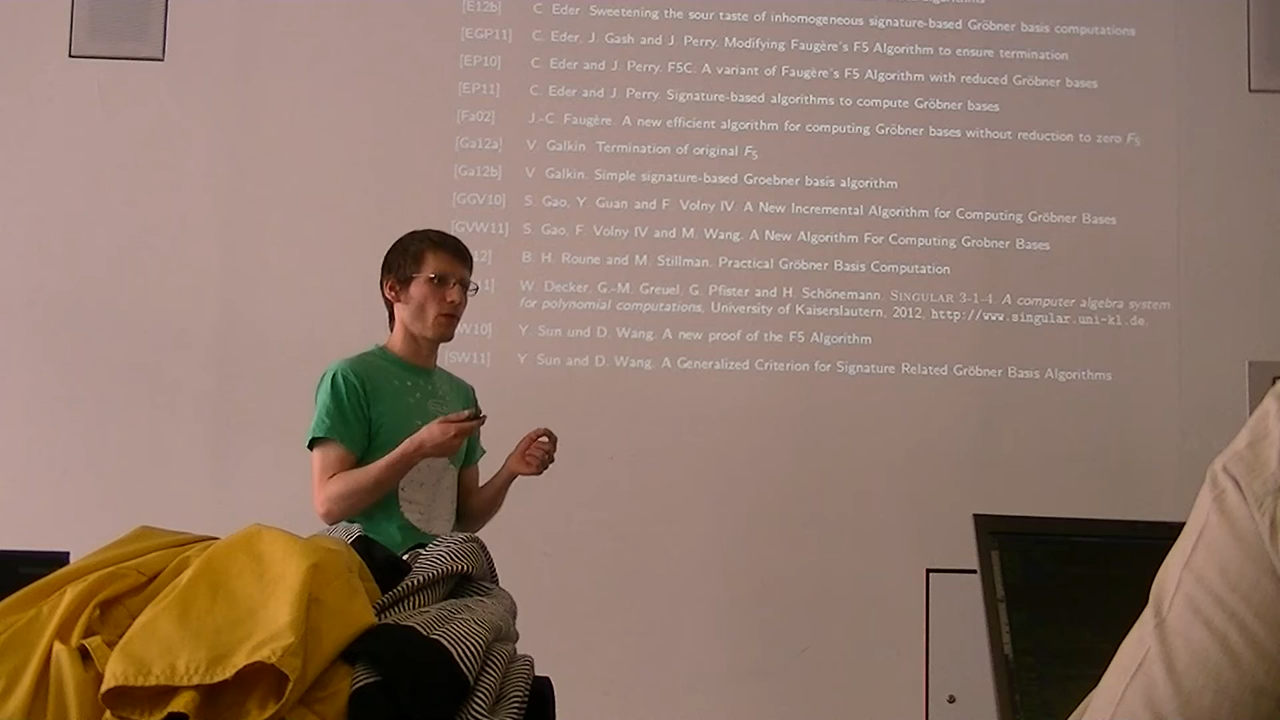 [E12b] C. Eder. Sweetening the sour taste of inhomogeneous signature-based Gröbner basis computations
[EGP11] C. Eder, J. Gash and J. Perry. Modifying Faugère's F5 Algorithm to ensure termination
[EP10] C. Eder and J. Perry. F5C: A variant of Faugère's F5 Algorithm with reduced Gröbner bases
[EP11] C. Eder and J. Perry. Signature-based algorithms to compute Gröbner bases
[Fa02] J.-C. Faugère. A new efficient algorithm for computing Gröbner bases without reduction to zero F5
[Ga12a] V. Galkin. Termination of original F5
[Ga12b] V. Galkin. Simple signature-based Groebner basis algorithm
[GGV10] S. Gao, Y. Guan and F. Volny IV. A New Incremental Algorithm for Computing Gröbner Bases
[GVW11] S. Gao, F. Volny IV and M. Wang. A New Algorithm For Computing Grobner Bases
12] B. H. Roune and M. Stillman. Practical Gröbner Basis Computation
1] W. Decker, G.-M. Greuel, G. Pfister and H. Schönemann. SINGULAR 3-1-4. A computer algebra system
for polynomial computations, University of Kaiserslautern, 2012, http://www.singular.uni-kl.de.
W10] Y. Sun und D. Wang. A new proof of the F5 Algorithm
[SW11] Y. Sun and D. Wang. A Generalized Criterion for Signature Related Gröbner Basis Algorithms